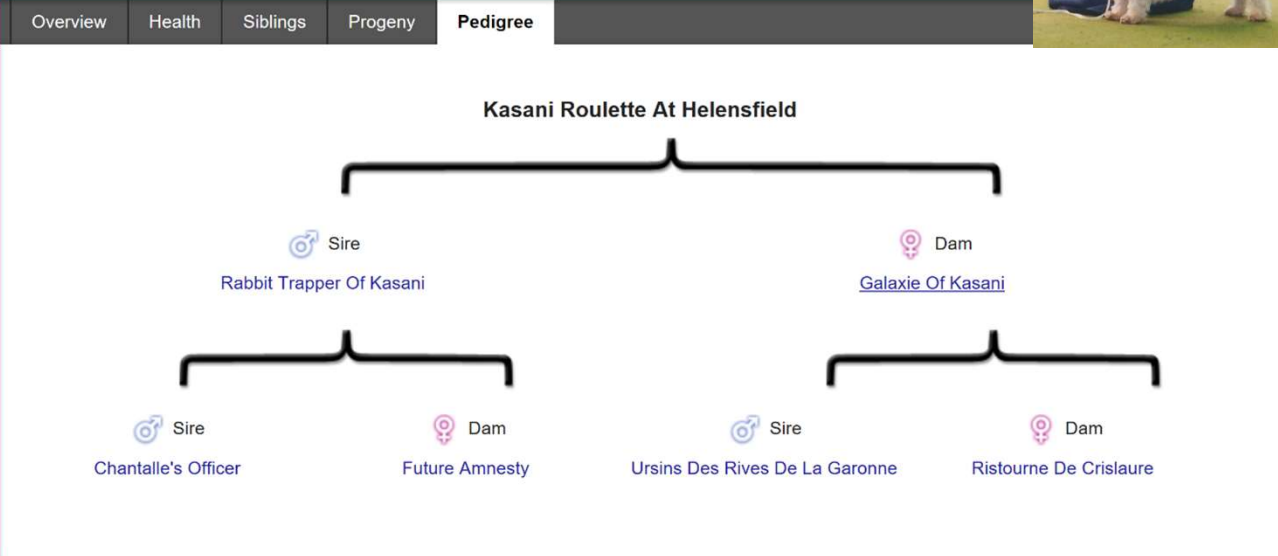 Overview Health Siblings Progeny Pedigree
Kasani Roulette At Helensfield
Sire Dam
Rabbit Trapper Of Kasani Galaxie Of Kasani
Sire Dam Sire Dam
Chantalle's Officer Future Amnesty Ursins Des Rives De La Garonne Ristourne De Crislaure